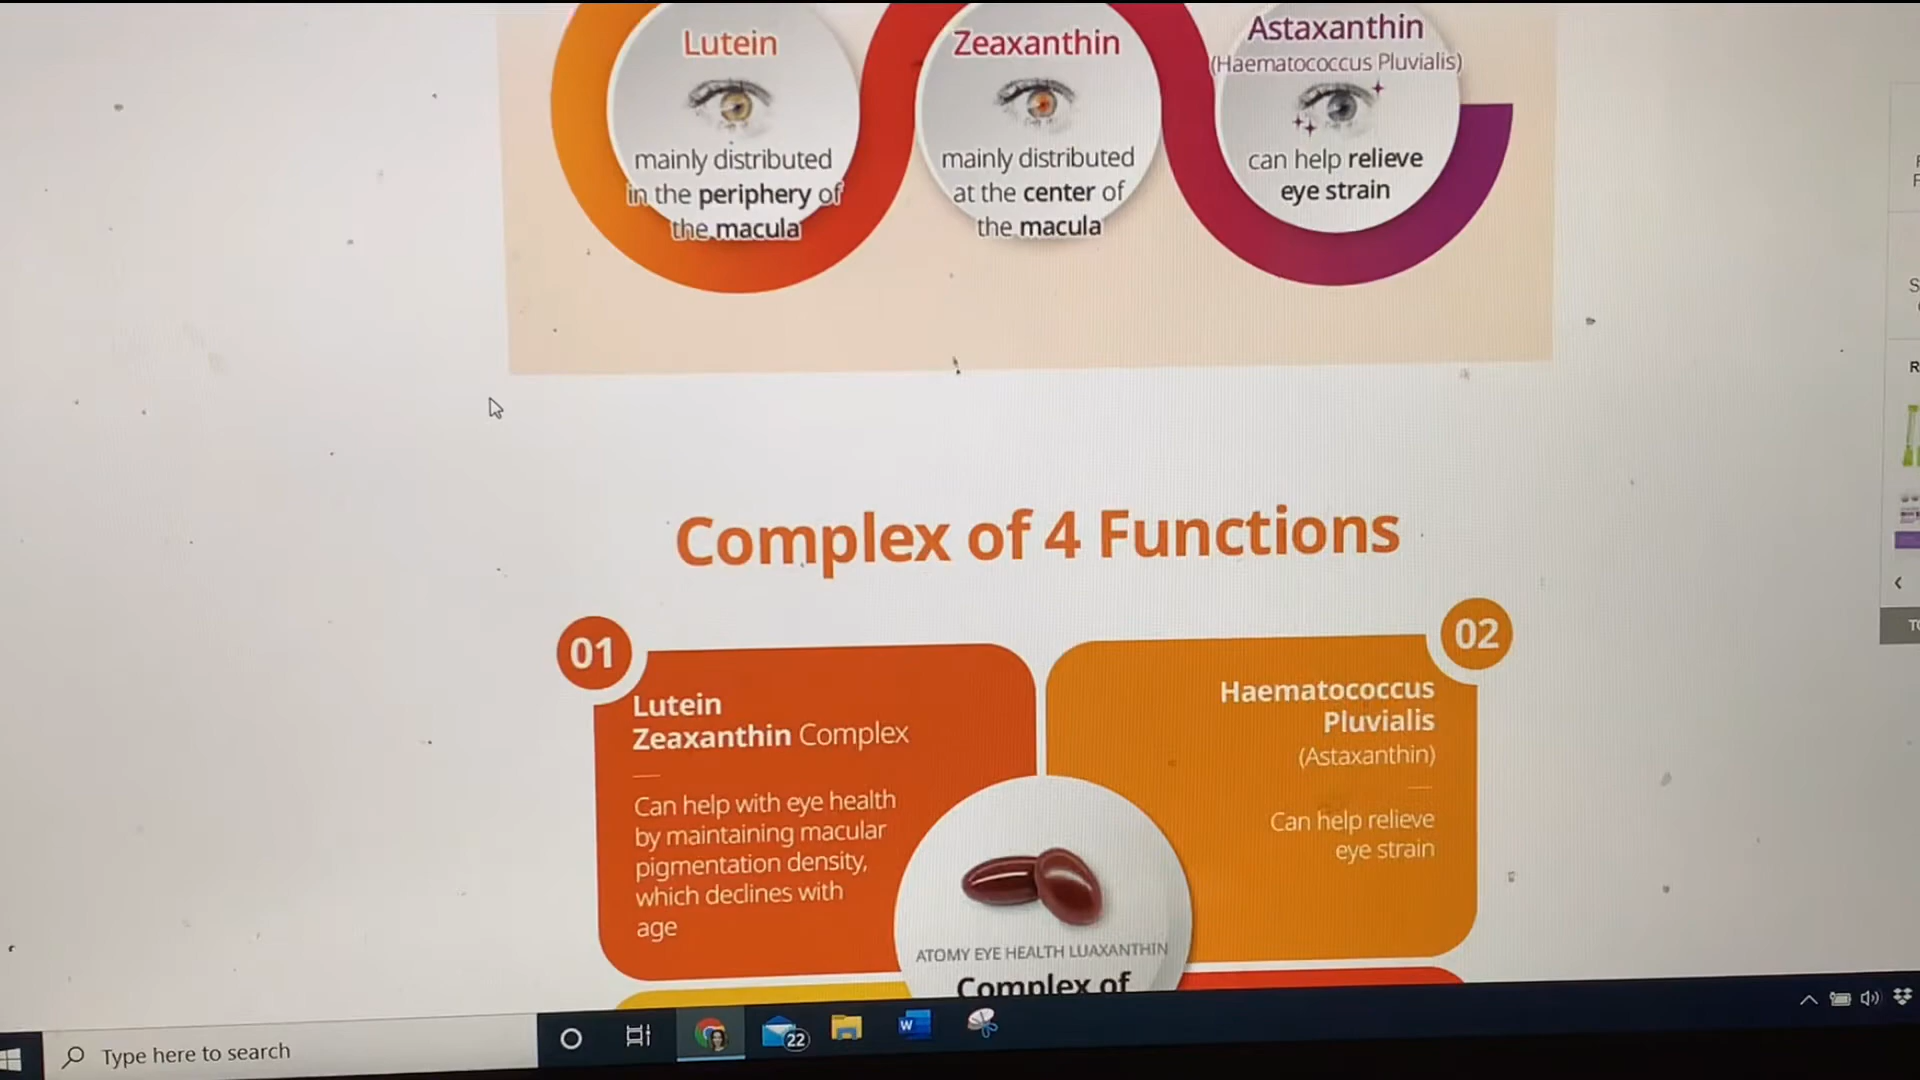 Lutein
mainly distributed
in the periphery of
the macula
Zeaxanthin
mainly distributed
at the center of
the macula
Astaxanthin
(Haematococcus Pluvialis)
can help relieve
eye strain
Complex of 4 Functions
01
Lutein
Zeaxanthin Complex
Can help with eye health
by maintaining macular
pigmentation density,
which declines with
age
02
Haematococcus
Pluvialis
(Astaxanthin)
Can help relieve
eye strain
ATOMY EYE HEALTH LUAXANTHIN
Complex of
Type here to search
22